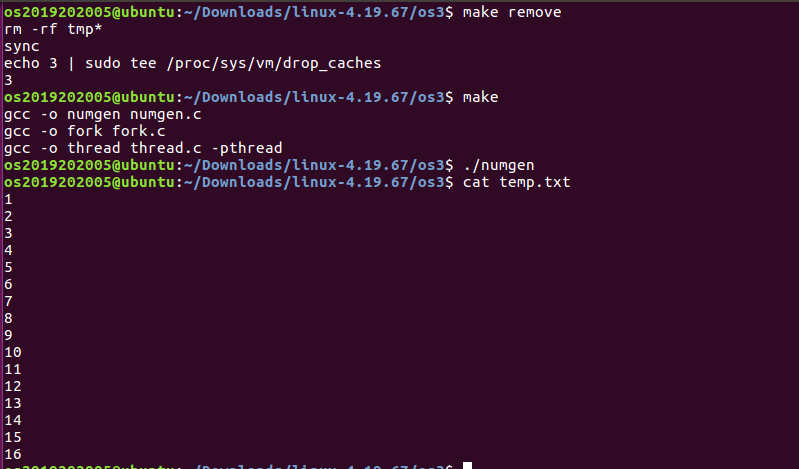 os2019202005@ubuntu:~/Downloads/linux-4.19.67/os3$ make remove
rm -rf tmp*
sync
echo 3 | sudo tee /proc/sys/vm/drop_caches
3
os2019202005@ubuntu:~/Downloads/linux-4.19.67/os3$ make
gcc -o numgen numgen.c
gcc -o fork fork.c
gcc -o thread thread.c -pthread
os2019202005@ubuntu:~/Downloads/linux-4.19.67/os3$ ./numgen
os2019202005@ubuntu:~/Downloads/linux-4.19.67/os3$ cat temp.txt
1
2
3
4
5
6
7
8
9
10
11
12
13
14
15
16
os2019202005@ubuntu:~/Downloads/linux-4.19.67/os3$